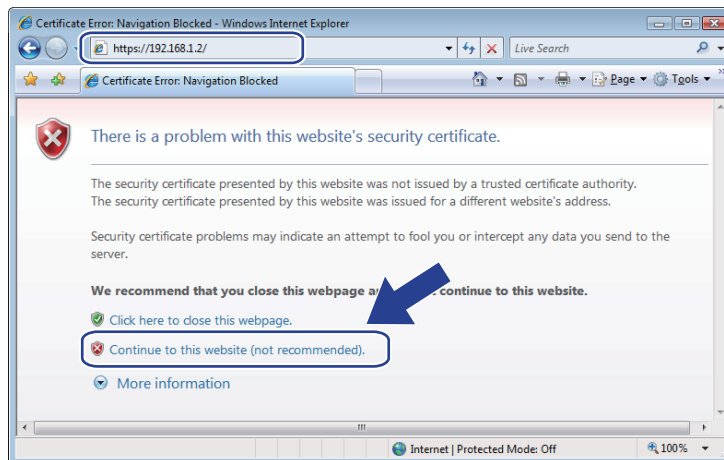 Certificate Error: Navigation Blocked - Windows Internet Explorer
https://192.168.1.2/
Live Search
Certificate Error: Navigation Blocked
Page
Tools
There is a problem with this website's security certificate.
The security certificate presented by this website was not issued by a trusted certificate authority.
The security certificate presented by this website was issued for a different website's address.
Security certificate problems may indicate an attempt to fool you or intercept any data you send to the
server.
We recommend that you close this webpage continue to this website.
Click here to close this webpage.
Continue to this website (not recommended).
More information
Internet | Protected Mode: Off
100%